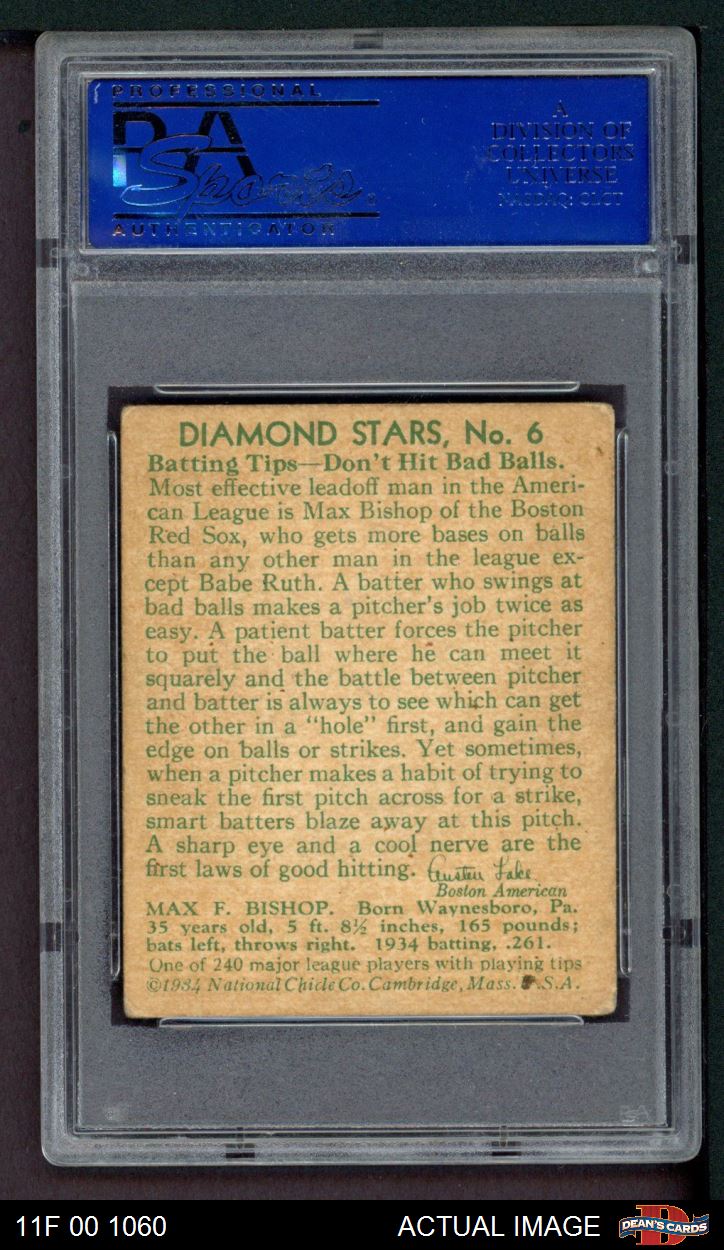 PROFESSIONAL
PSA
Sports
AUTHENTICATOR
A
DIVISION OF
COLLECTORS
UNIVERSE
NASDAQ: CLCT
DIAMOND STARS, No. 6
Batting Tips—Don't Hit Bad Balls.
Most effective leadoff man in the Ameri-
can League is Max Bishop of the Boston
Red Sox, who gets more bases on balls
than any other man in the league ex-
cept Babe Ruth. A batter who swings at
bad balls makes a pitcher's job twice as
easy. A patient batter forces the pitcher
to put the ball where he can meet it
squarely and the battle between pitcher
and batter is always to see which can get
the other in a "hole" first, and gain the
edge on balls or strikes. Yet sometimes,
when a pitcher makes a habit of trying to
sneak the first pitch across for a strike,
smart batters blaze away at this pitch.
A sharp eye and a cool nerve are the
first laws of good hitting. Austen Lake
Boston American
MAX F. BISHOP. Born Waynesboro, Pa.
35 years old, 5 ft. 8½ inches, 165 pounds;
bats left, throws right. 1934 batting, .261.
One of 240 major league players with playing tips
©1934 National Chicle Co. Cambridge, Mass. U.S.A.
PSA
11F 00 1060
ACTUAL IMAGE
DEAN'S CARDS